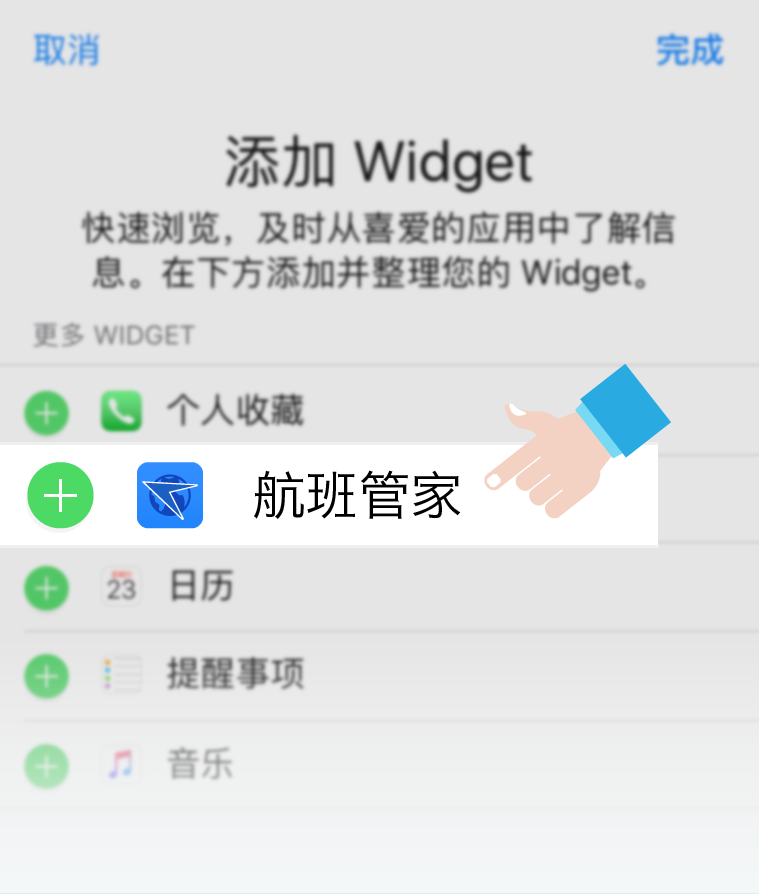 取消
完成
添加 Widget
快速浏览，及时从喜爱的应用中了解信
息。在下方添加并整理您的 Widget。
更多 WIDGET
个人收藏
航班管家
23
日历
提醒事项
音乐